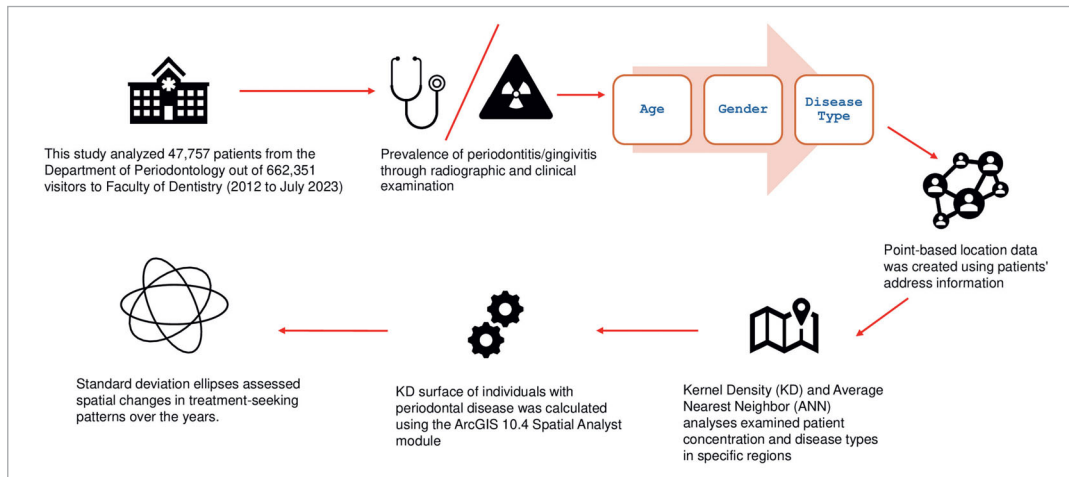 This study analyzed 47,757 patients from the
Department of Periodontology out of 662,351
visitors to Faculty of Dentistry (2012 to July 2023)
Prevalence of periodontitis/gingivitis
through radiographic and clinical
examination
Age
Gender
Disease
Type
Point-based location data
was created using patients'
address information
Kernel Density (KD) and Average
Nearest Neighbor (ANN)
analyses examined patient
concentration and disease types
in specific regions
KD surface of individuals with
periodontal disease was calculated
using the ArcGIS 10.4 Spatial Analyst
module
Standard deviation ellipses assessed
spatial changes in treatment-seeking
patterns over the years.